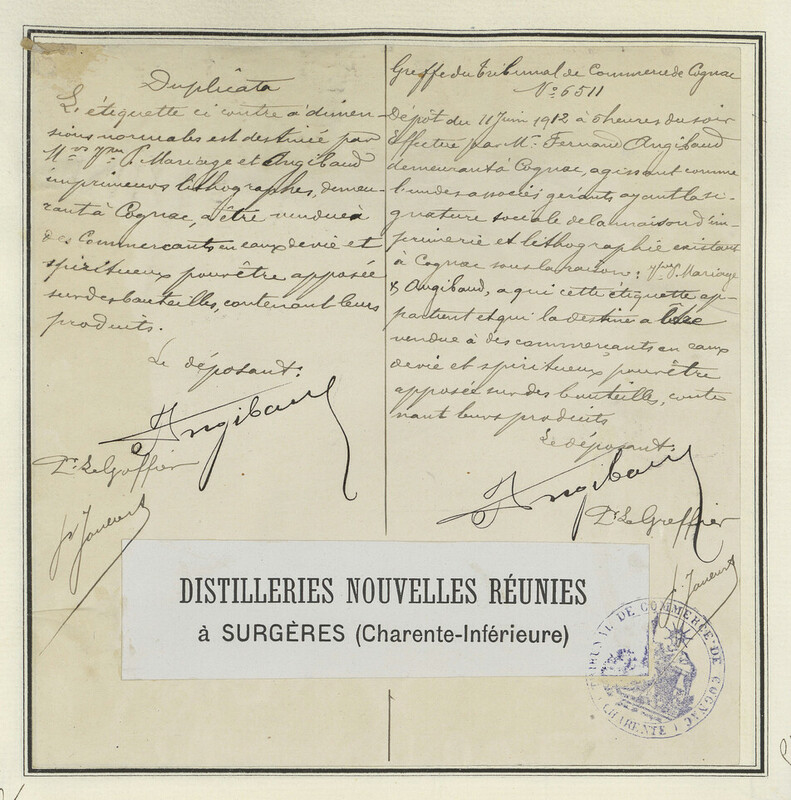 Duplicata
L'étiquette ci contre a dimen-
sions normales est destinée par
Mrs P. Mariage et Angibaud
imprimeurs lithographes, demeu-
rant à Cognac, a être vendue à
des Commercants en eaux de vie et
spiritueux pour être apposée
sur des bouteilles, contenant leurs
produits.
Le déposant:
Angibaud
Dr. Le Greffier
Greffe du Tribunal de Commerce de Cognac
No. 6511
Dépôt du 11 Juin 1912 à 5 heures du soir
Effectué par Mr. Fernand Angibaud
demeurant à Cognac, agissant comme
l'un des associés gérants ayant la si-
gnature sociale de la maison d'im-
primerie et lithographie existant
à Cognac sous la raison: P. Mariage
& Angibaud, a qui cette étiquette ap-
partient et qui la destine a être
vendue à des commerçants en eaux
de vie et spiritueux pour être
apposée sur des bouteilles, conte
nant leurs produits
Le déposant:
Angibaud
Dr. Le Greffier
DISTILLERIES NOUVELLES RÉUNIES
à SURGÈRES (Charente-Inférieure)
TRIBUNAL DE COMMERCE DE COGNAC
(CHARENTE)